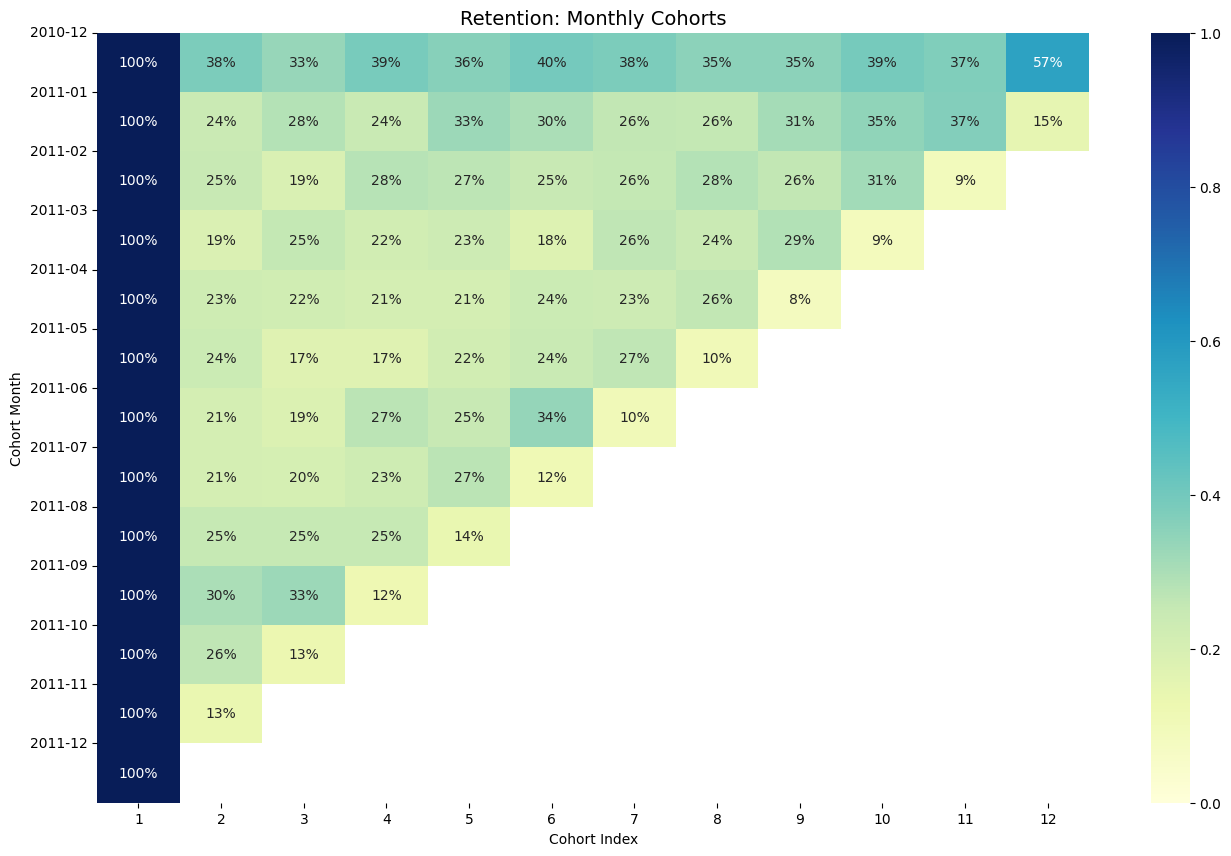 Retention: Monthly Cohorts
2010-12
100% 38% 33% 39% 36% 40% 38% 35% 35% 39% 37% 57%
2011-01
100% 24% 28% 24% 33% 30% 26% 26% 31% 35% 37% 15%
2011-02
100% 25% 19% 28% 27% 25% 26% 28% 26% 31% 9%
2011-03
100% 19% 25% 22% 23% 18% 26% 24% 29% 9%
2011-04
100% 23% 22% 21% 21% 24% 23% 26% 8%
2011-05
100% 24% 17% 17% 22% 24% 27% 10%
2011-06
100% 21% 19% 27% 25% 34% 10%
2011-07
100% 21% 20% 23% 27% 12%
2011-08
100% 25% 25% 25% 14%
2011-09
100% 30% 33% 12%
2011-10
100% 26% 13%
2011-11
100% 13%
2011-12
100%
Cohort Month
1 2 3 4 5 6 7 8 9 10 11 12
Cohort Index
1.0
0.8
0.6
0.4
0.2
0.0